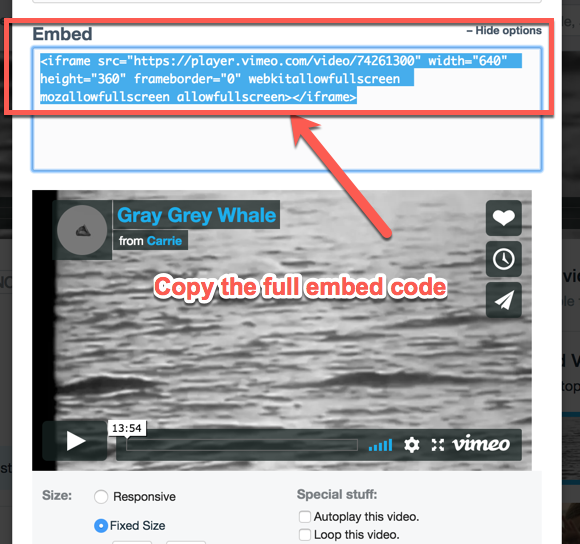 Embed
– Hide options
<iframe src="https://player.vimeo.com/video/74261300" width="640"
height="360" frameborder="0" webkitallowfullscreen
mozallowfullscreen allowfullscreen></iframe>
Gray Grey Whale
from Carrie
Copy the full embed code
13:54
vimeo
Size:
Responsive
Fixed Size
Special stuff:
Autoplay this video.
Loop this video.